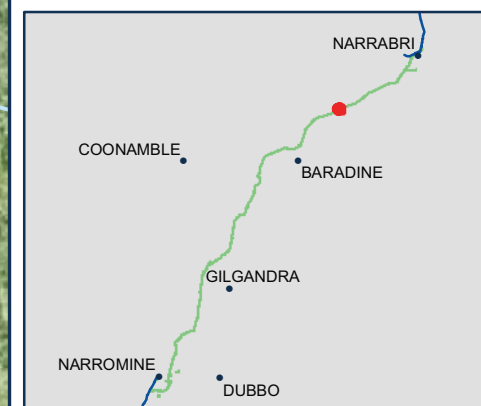 NARRABRI
COONAMBLE
BARADINE
GILGANDRA
NARROMINE
DUBBO